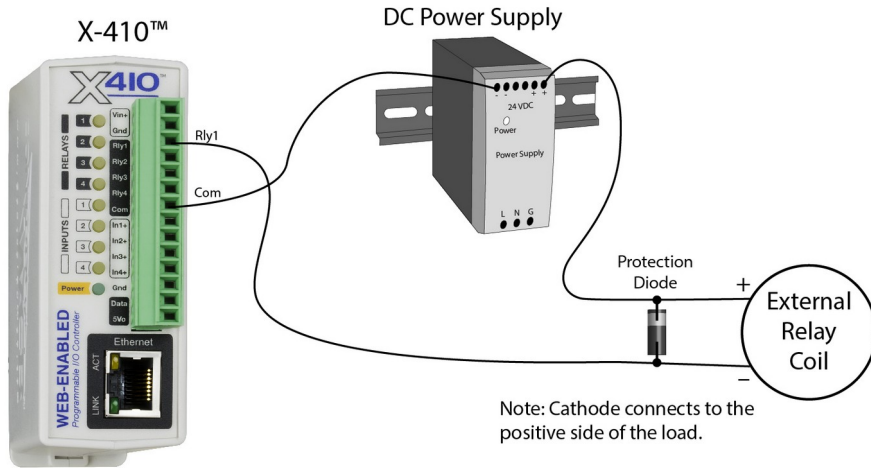 X-410™
DC Power Supply
X410™
RELAYS
1
2
3
4
INPUTS
1
2
3
4
Power
Vin+
Gnd
Rly1
Rly2
Rly3
Rly4
Com
In1+
In2+
In3+
In4+
Gnd
Data
5Vo
WEB-ENABLED
Programmable I/O Controller
Ethernet
ACT
LINK
Rly1
Com
- - + +
24 VDC
Power
Power Supply
L N G
Protection
Diode
+
External
Relay
Coil
–
Note: Cathode connects to the
positive side of the load.